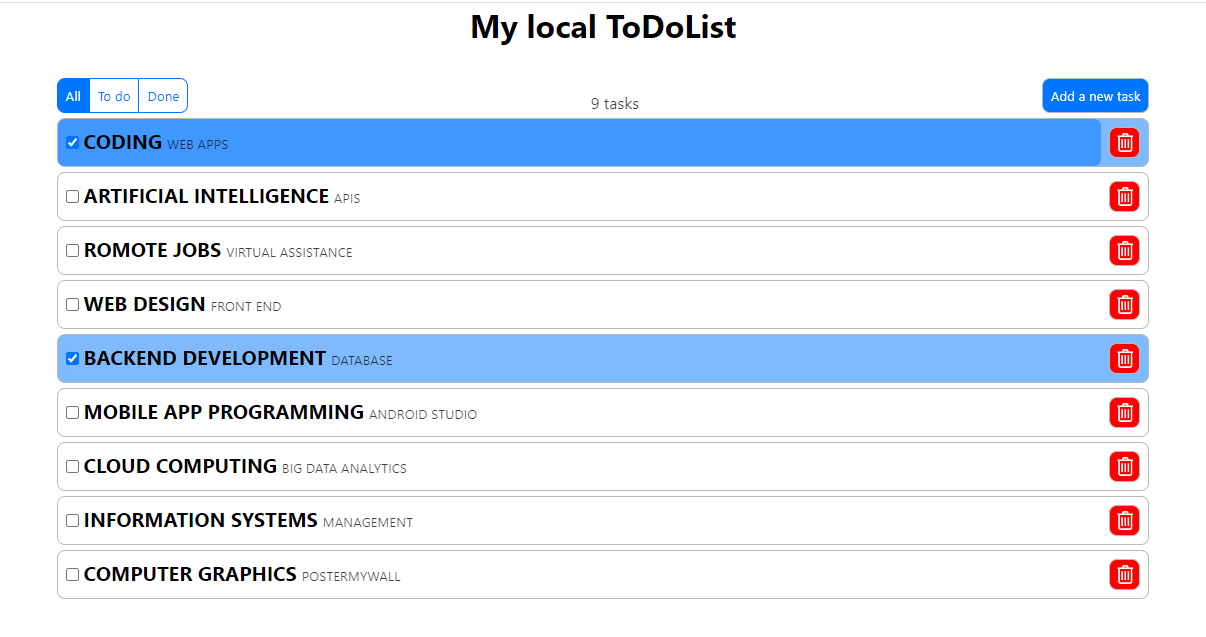 My local ToDoList
All To do Done
9 tasks
Add a new task
CODING WEB APPS
ARTIFICIAL INTELLIGENCE APIS
ROMOTE JOBS VIRTUAL ASSISTANCE
WEB DESIGN FRONT END
BACKEND DEVELOPMENT DATABASE
MOBILE APP PROGRAMMING ANDROID STUDIO
CLOUD COMPUTING BIG DATA ANALYTICS
INFORMATION SYSTEMS MANAGEMENT
COMPUTER GRAPHICS POSTERMYWALL